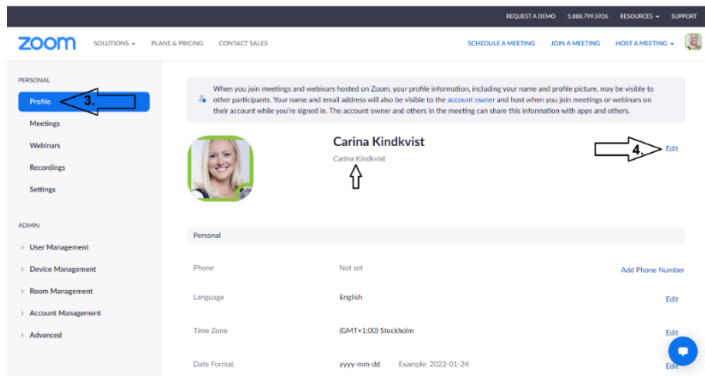 REQUEST A DEMO 1.888.799.5926 RESOURCES SUPPORT
zoom SOLUTIONS PLANS & PRICING CONTACT SALES SCHEDULE A MEETING JOIN A MEETING HOST A MEETING
PERSONAL
Profile 3.
Meetings
Webinars
Recordings
Settings
ADMIN
User Management
Device Management
Room Management
Account Management
Advanced
When you join meetings and webinars hosted on Zoom, your profile information, including your name and profile picture, may be visible to
other participants. Your name and email address will also be visible to the account owner and host when you join meetings or webinars on
their account while you're signed in. The account owner and others in the meeting can share this information with apps and others.
Carina Kindkvist
Carina Kindkvist
4. Edit
Personal
Phone Not set Add Phone Number
Language English Edit
Time Zone (GMT+1:00) Stockholm Edit
Date Format yyyy-mm-dd Example: 2022-01-24 Edit